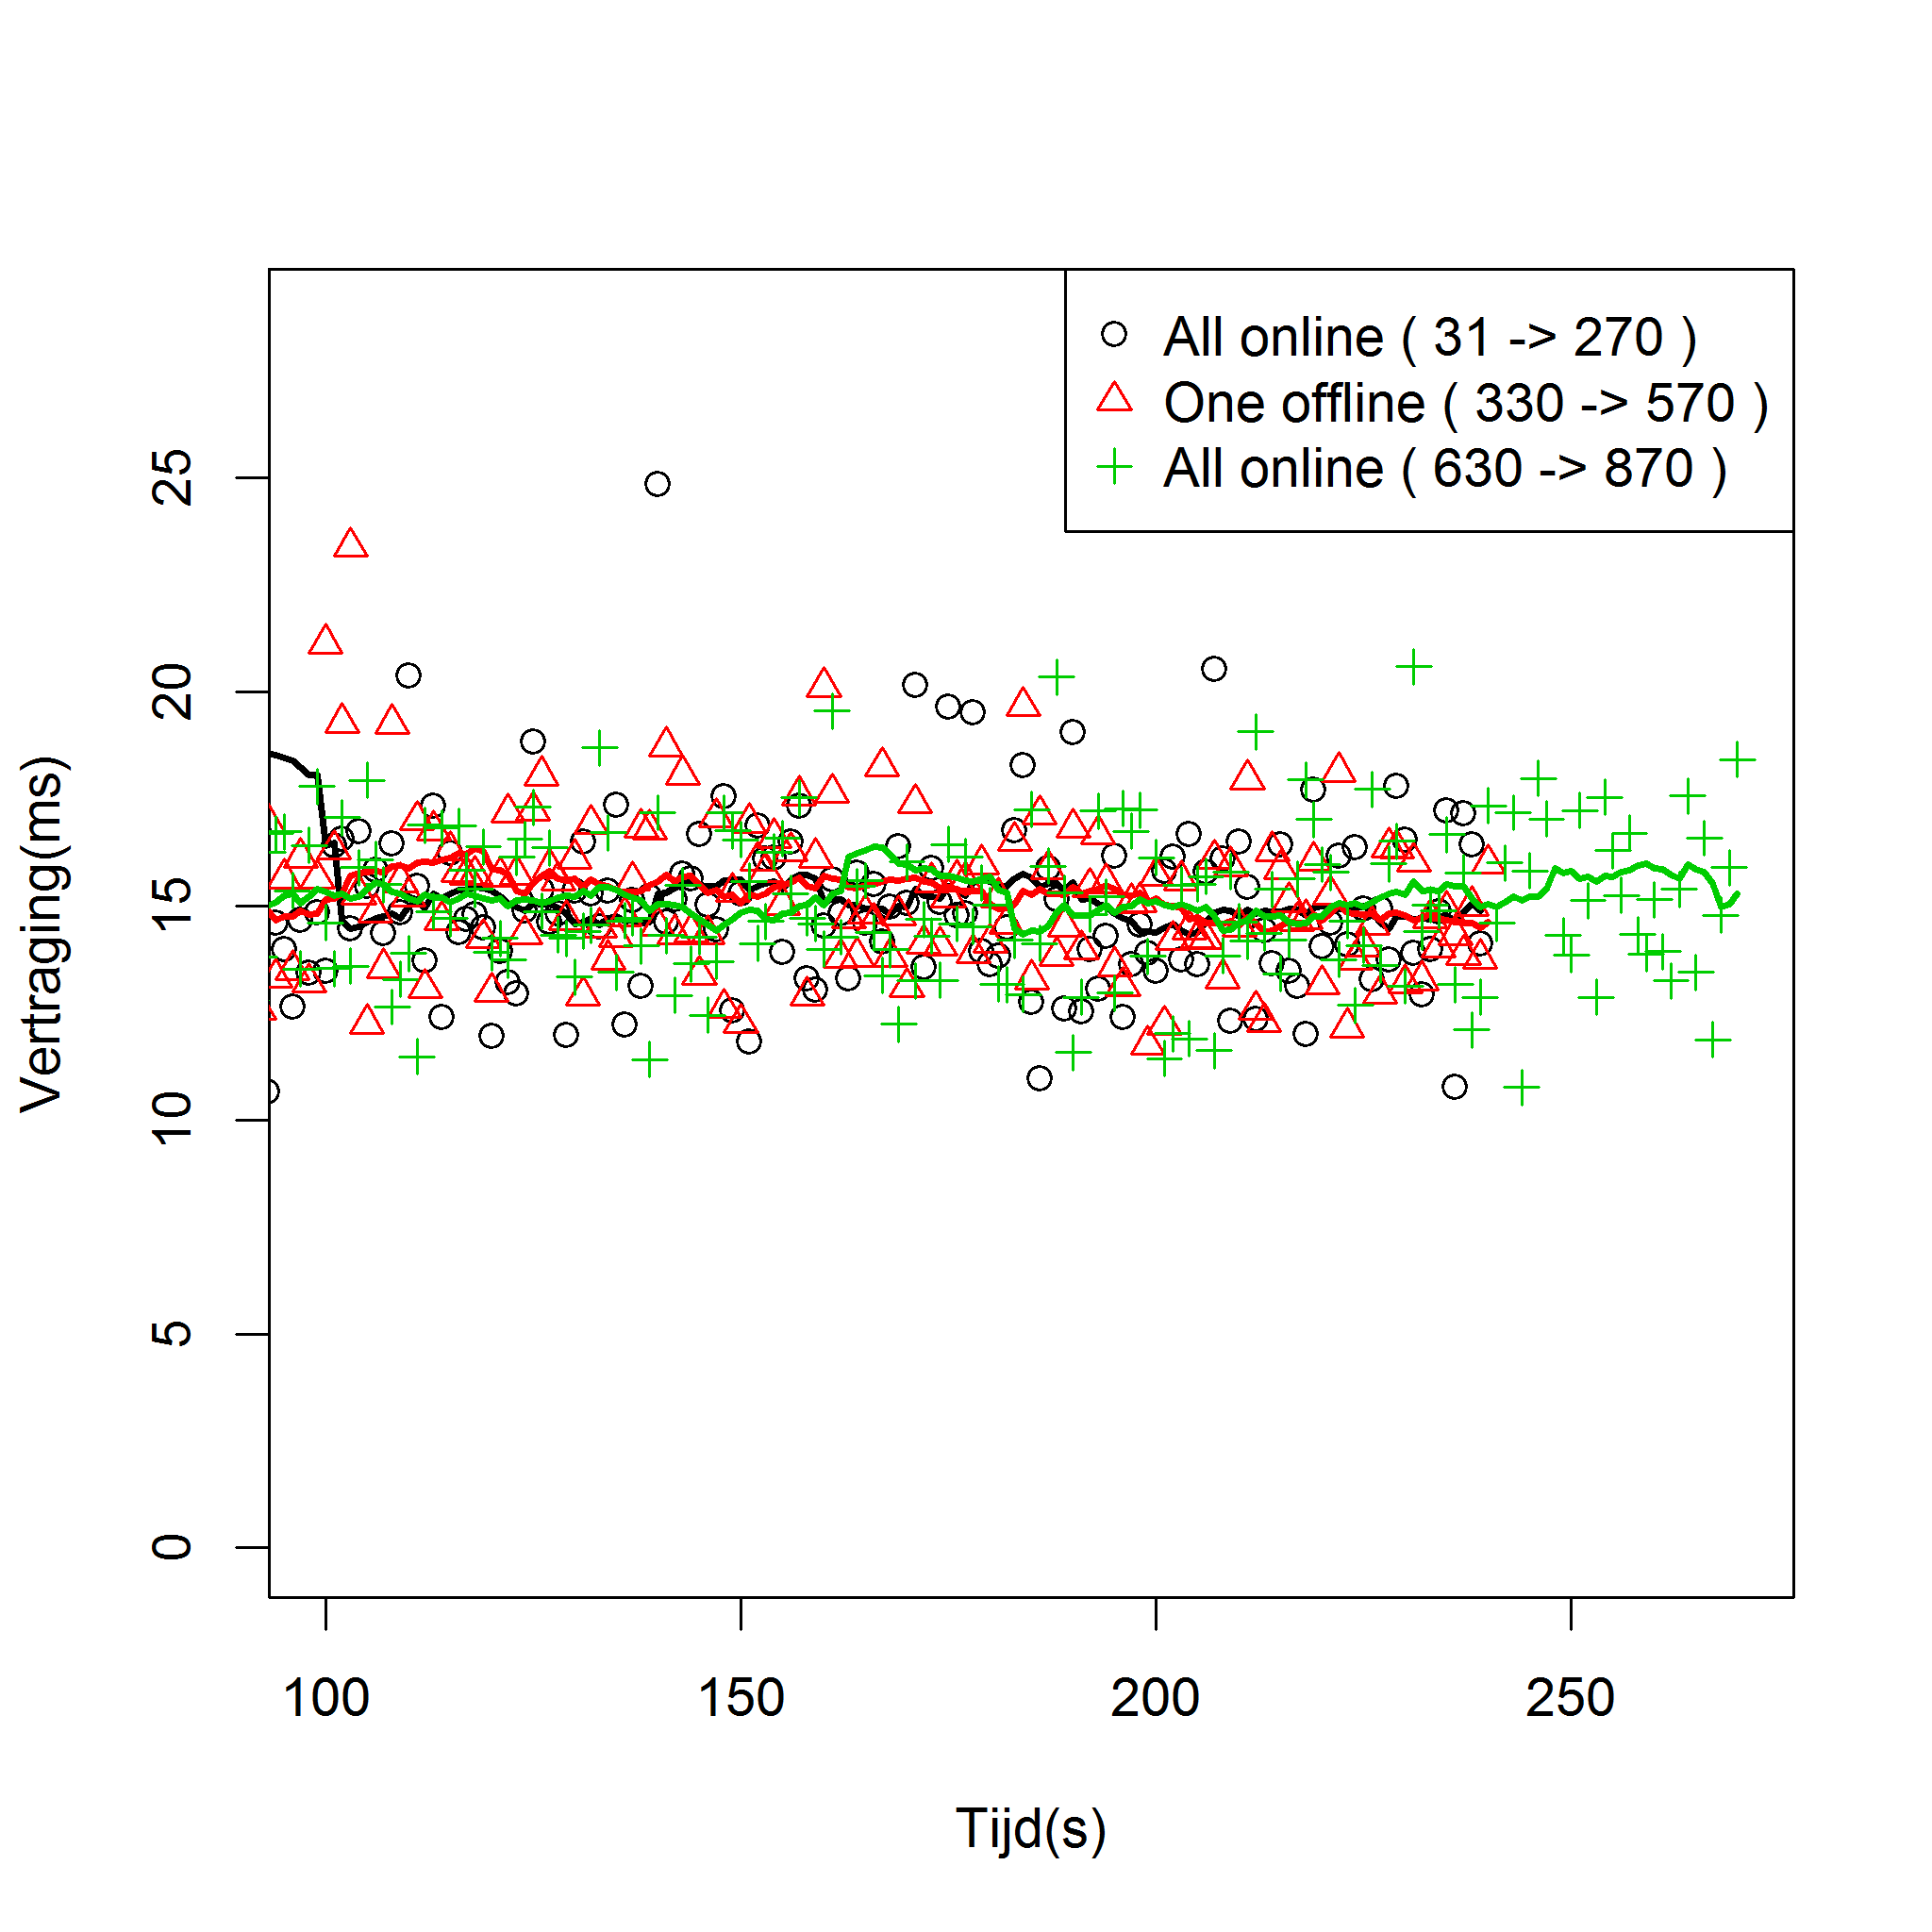 All online ( 31 -> 270 )
One offline ( 330 -> 570 )
All online ( 630 -> 870 )
Vertraging(ms)
25
20
15
10
5
0
100 150 200 250
Tijd(s)